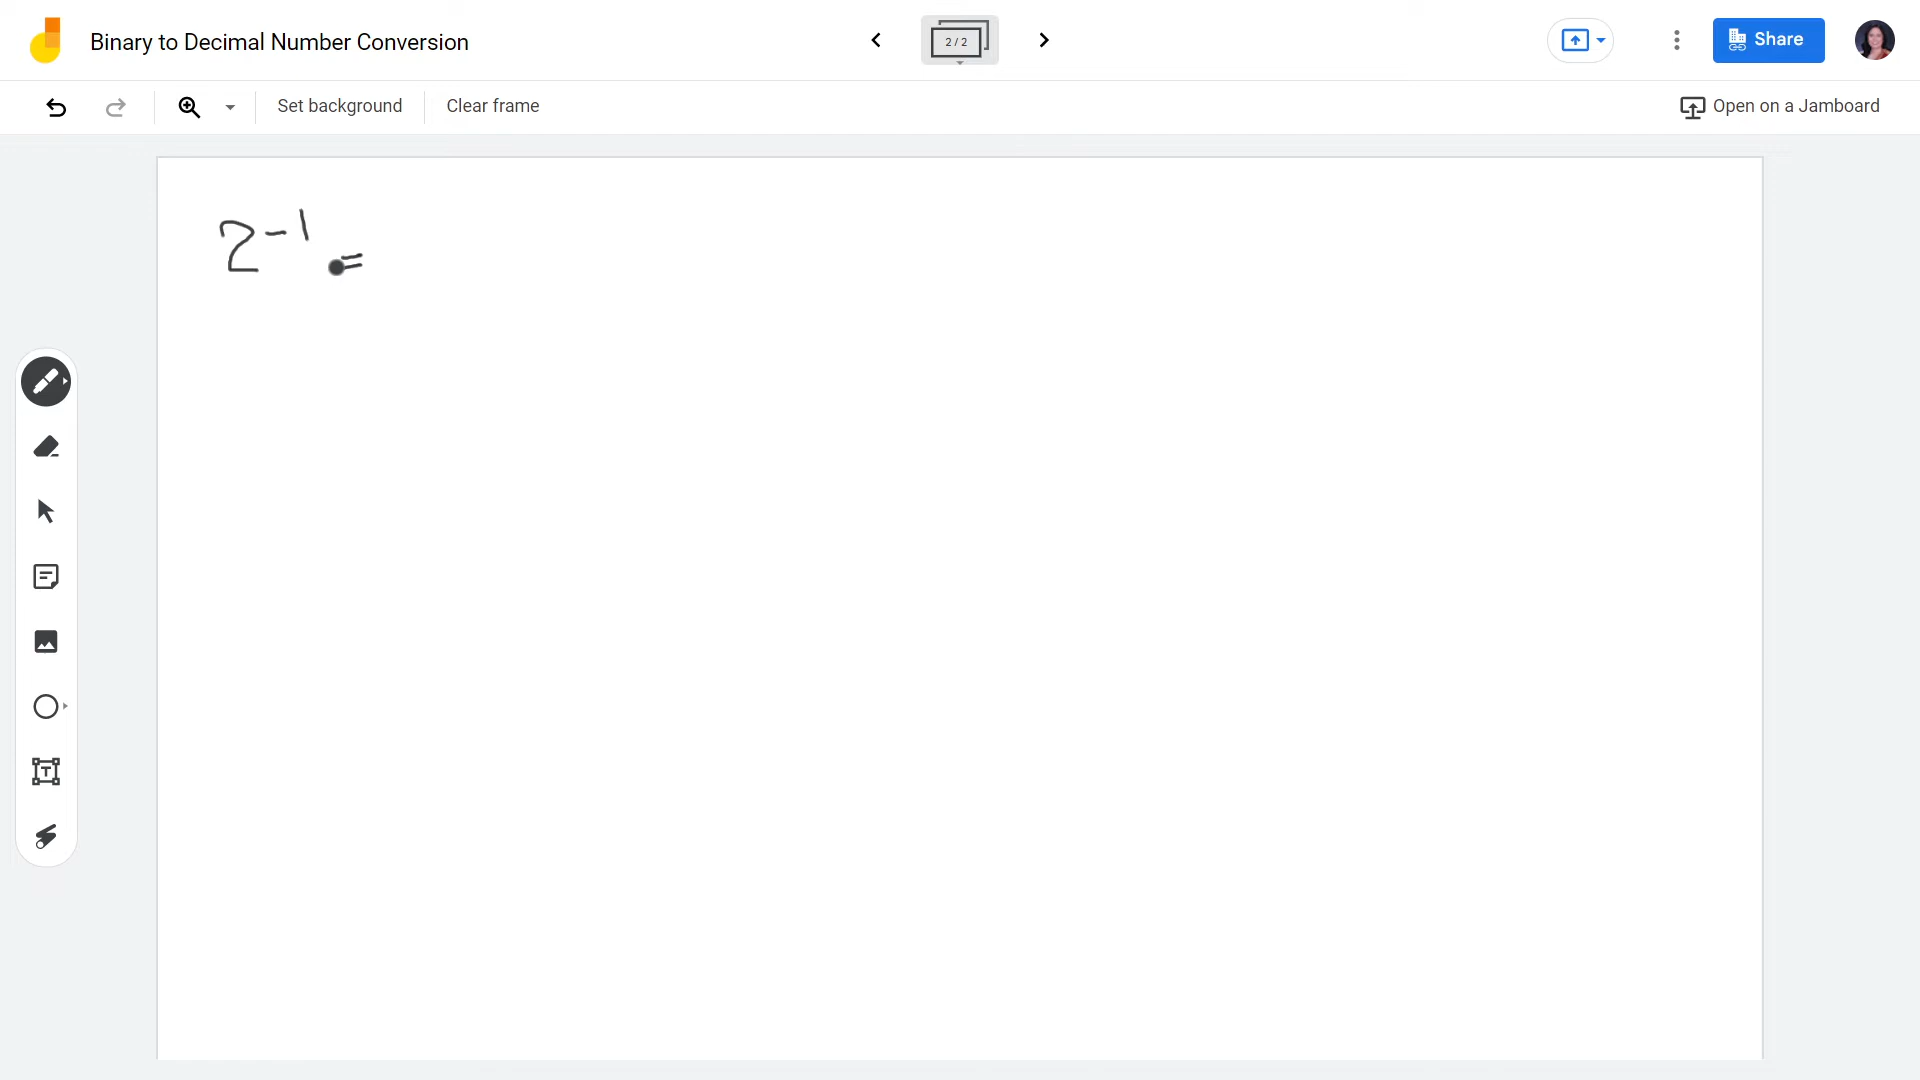 Binary to Decimal Number Conversion
2 / 2
Share
Set background
Clear frame
Open on a Jamboard
2⁻¹ =